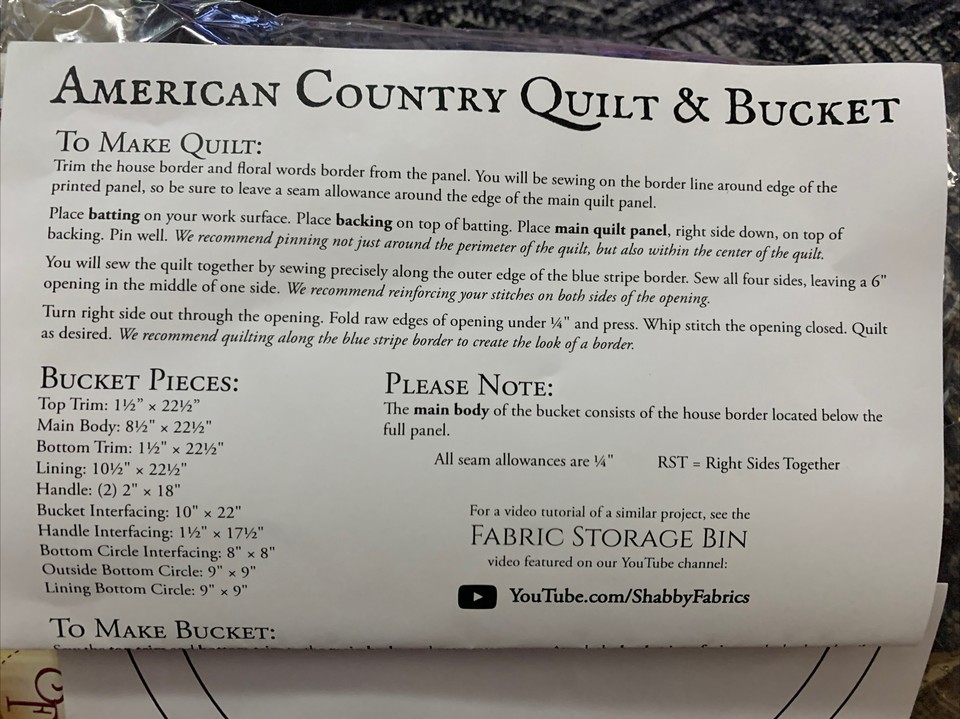 AMERICAN COUNTRY QUILT & BUCKET
TO MAKE QUILT:
Trim the house border and floral words border from the panel. You will be sewing on the border line around edge of the
printed panel, so be sure to leave a seam allowance around the edge of the main quilt panel.
Place batting on your work surface. Place backing on top of batting. Place main quilt panel, right side down, on top of
backing. Pin well. We recommend pinning not just around the perimeter of the quilt, but also within the center of the quilt.
You will sew the quilt together by sewing precisely along the outer edge of the blue stripe border. Sew all four sides, leaving a 6"
opening in the middle of one side. We recommend reinforcing your stitches on both sides of the opening.
Turn right side out through the opening. Fold raw edges of opening under ¼" and press. Whip stitch the opening closed. Quilt
as desired. We recommend quilting along the blue stripe border to create the look of a border.
BUCKET PIECES:
Top Trim: 1½" × 22½"
Main Body: 8½" × 22½"
Bottom Trim: 1½" × 22½"
Lining: 10½" × 22½"
Handle: (2) 2" × 18"
Bucket Interfacing: 10" × 22"
Handle Interfacing: 1½" × 17½"
Bottom Circle Interfacing: 8" × 8"
Outside Bottom Circle: 9" × 9"
Lining Bottom Circle: 9" × 9"
PLEASE NOTE:
The main body of the bucket consists of the house border located below the
full panel.
All seam allowances are ¼" RST = Right Sides Together
For a video tutorial of a similar project, see the
FABRIC STORAGE BIN
video featured on our YouTube channel:
YouTube.com/ShabbyFabrics
TO MAKE BUCKET: